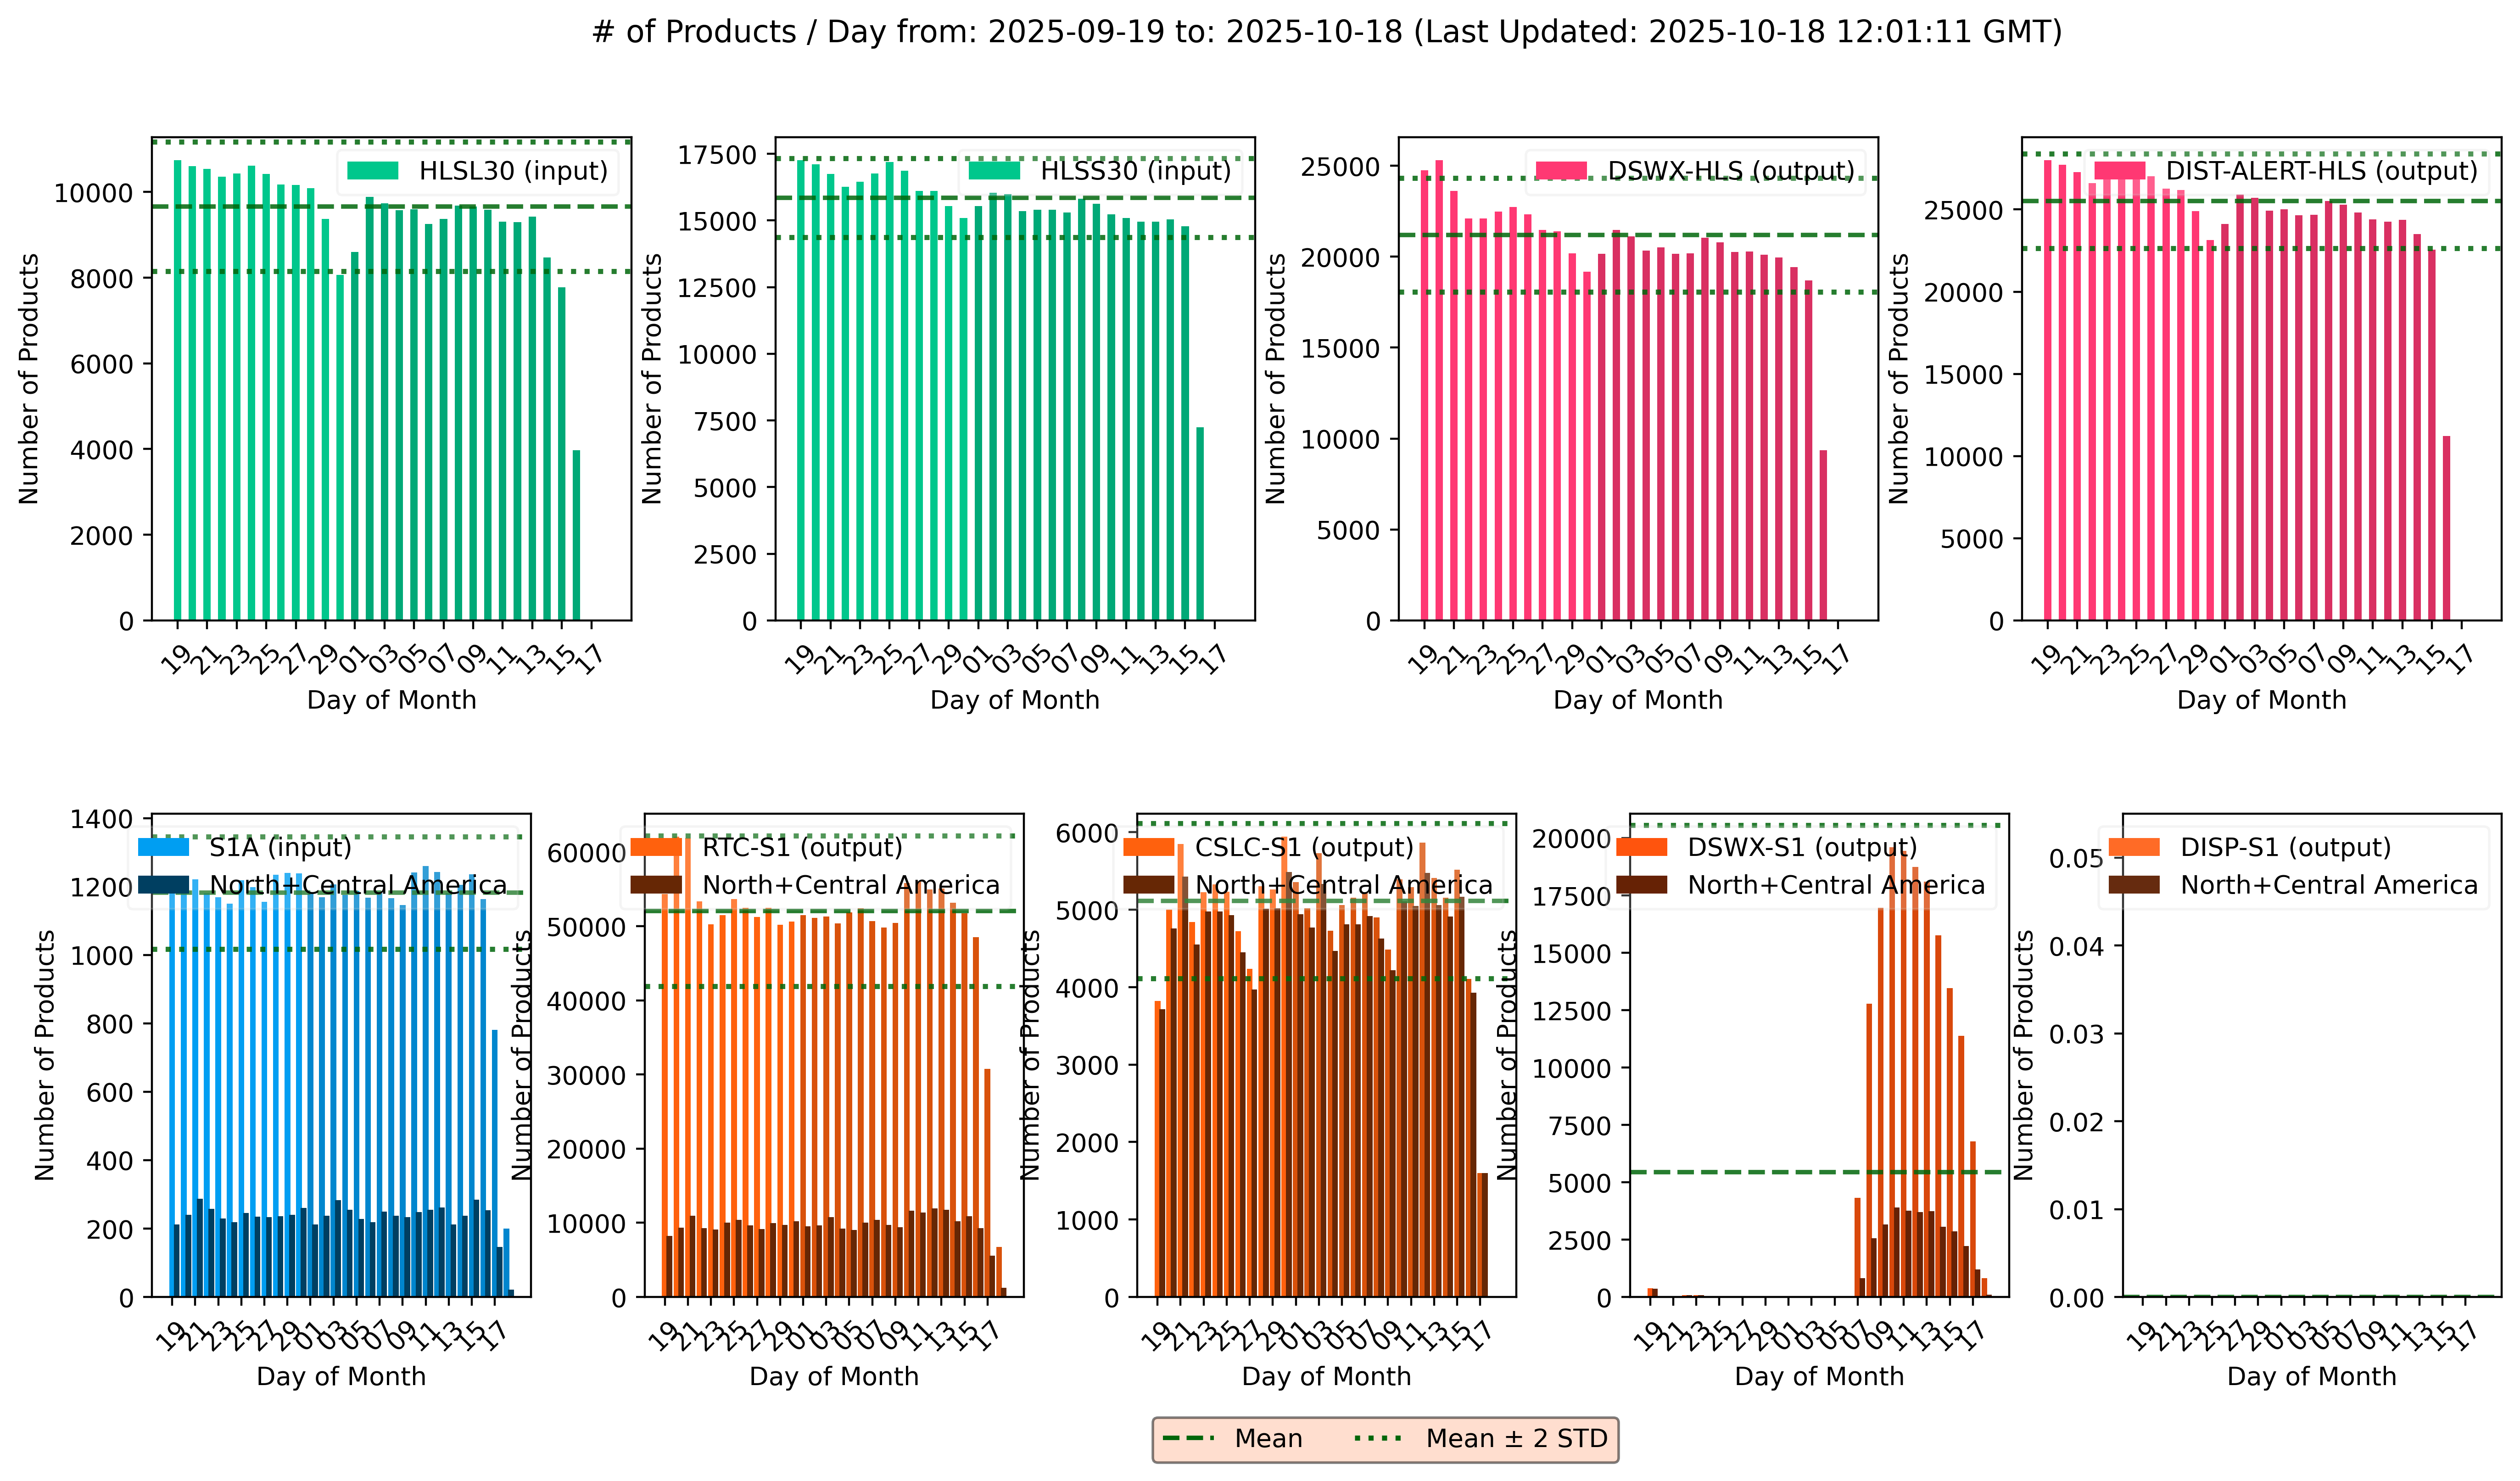 # of Products / Day from: 2025-09-19 to: 2025-10-18 (Last Updated: 2025-10-18 12:01:11 GMT)
HLSL30 (input)
Number of Products
10000
8000
6000
4000
2000
0
19 21 23 25 27 29 01 03 05 07 09 11 13 15 17
Day of Month
HLSS30 (input)
Number of Products
17500
15000
12500
10000
7500
5000
2500
0
19 21 23 25 27 29 01 03 05 07 09 11 13 15 17
Day of Month
DSWX-HLS (output)
Number of Products
25000
20000
15000
10000
5000
0
19 21 23 25 27 29 01 03 05 07 09 11 13 15 17
Day of Month
DIST-ALERT-HLS (output)
Number of Products
25000
20000
15000
10000
5000
0
19 21 23 25 27 29 01 03 05 07 09 11 13 15 17
Day of Month
S1A (input)
North+Central America
Number of Products
1400
1200
1000
800
600
400
200
0
19 21 23 25 27 29 01 03 05 07 09 11 13 15 17
Day of Month
RTC-S1 (output)
North+Central America
Number of Products
60000
50000
40000
30000
20000
10000
0
19 21 23 25 27 29 01 03 05 07 09 11 13 15 17
Day of Month
CSLC-S1 (output)
North+Central America
Number of Products
6000
5000
4000
3000
2000
1000
0
19 21 23 25 27 29 01 03 05 07 09 11 13 15 17
Day of Month
DSWX-S1 (output)
North+Central America
Number of Products
20000
17500
15000
12500
10000
7500
5000
2500
0
19 21 23 25 27 29 01 03 05 07 09 11 13 15 17
Day of Month
DISP-S1 (output)
North+Central America
Number of Products
0.05
0.04
0.03
0.02
0.01
0.00
19 21 23 25 27 29 01 03 05 07 09 11 13 15 17
Day of Month
Mean
Mean ± 2 STD